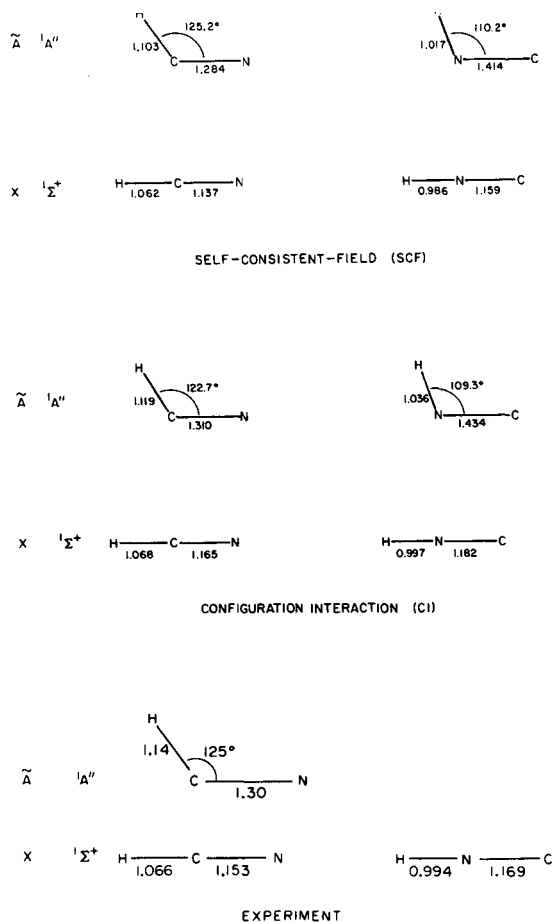 H H
Ã ¹A″ 1.103 125.2° 1.017 110.2°
C N N C
1.284 1.414
X ¹Σ⁺ H C N H N C
1.062 1.137 0.986 1.159
SELF-CONSISTENT-FIELD (SCF)
H H
Ã ¹A″ 1.119 122.7° 1.036 109.3°
C N N C
1.310 1.434
X ¹Σ⁺ H C N H N C
1.068 1.165 0.997 1.182
CONFIGURATION INTERACTION (CI)
H
1.14 125°
Ã ¹A″ C N
1.30
X ¹Σ⁺ H C N H N C
1.066 1.153 0.994 1.169
EXPERIMENT